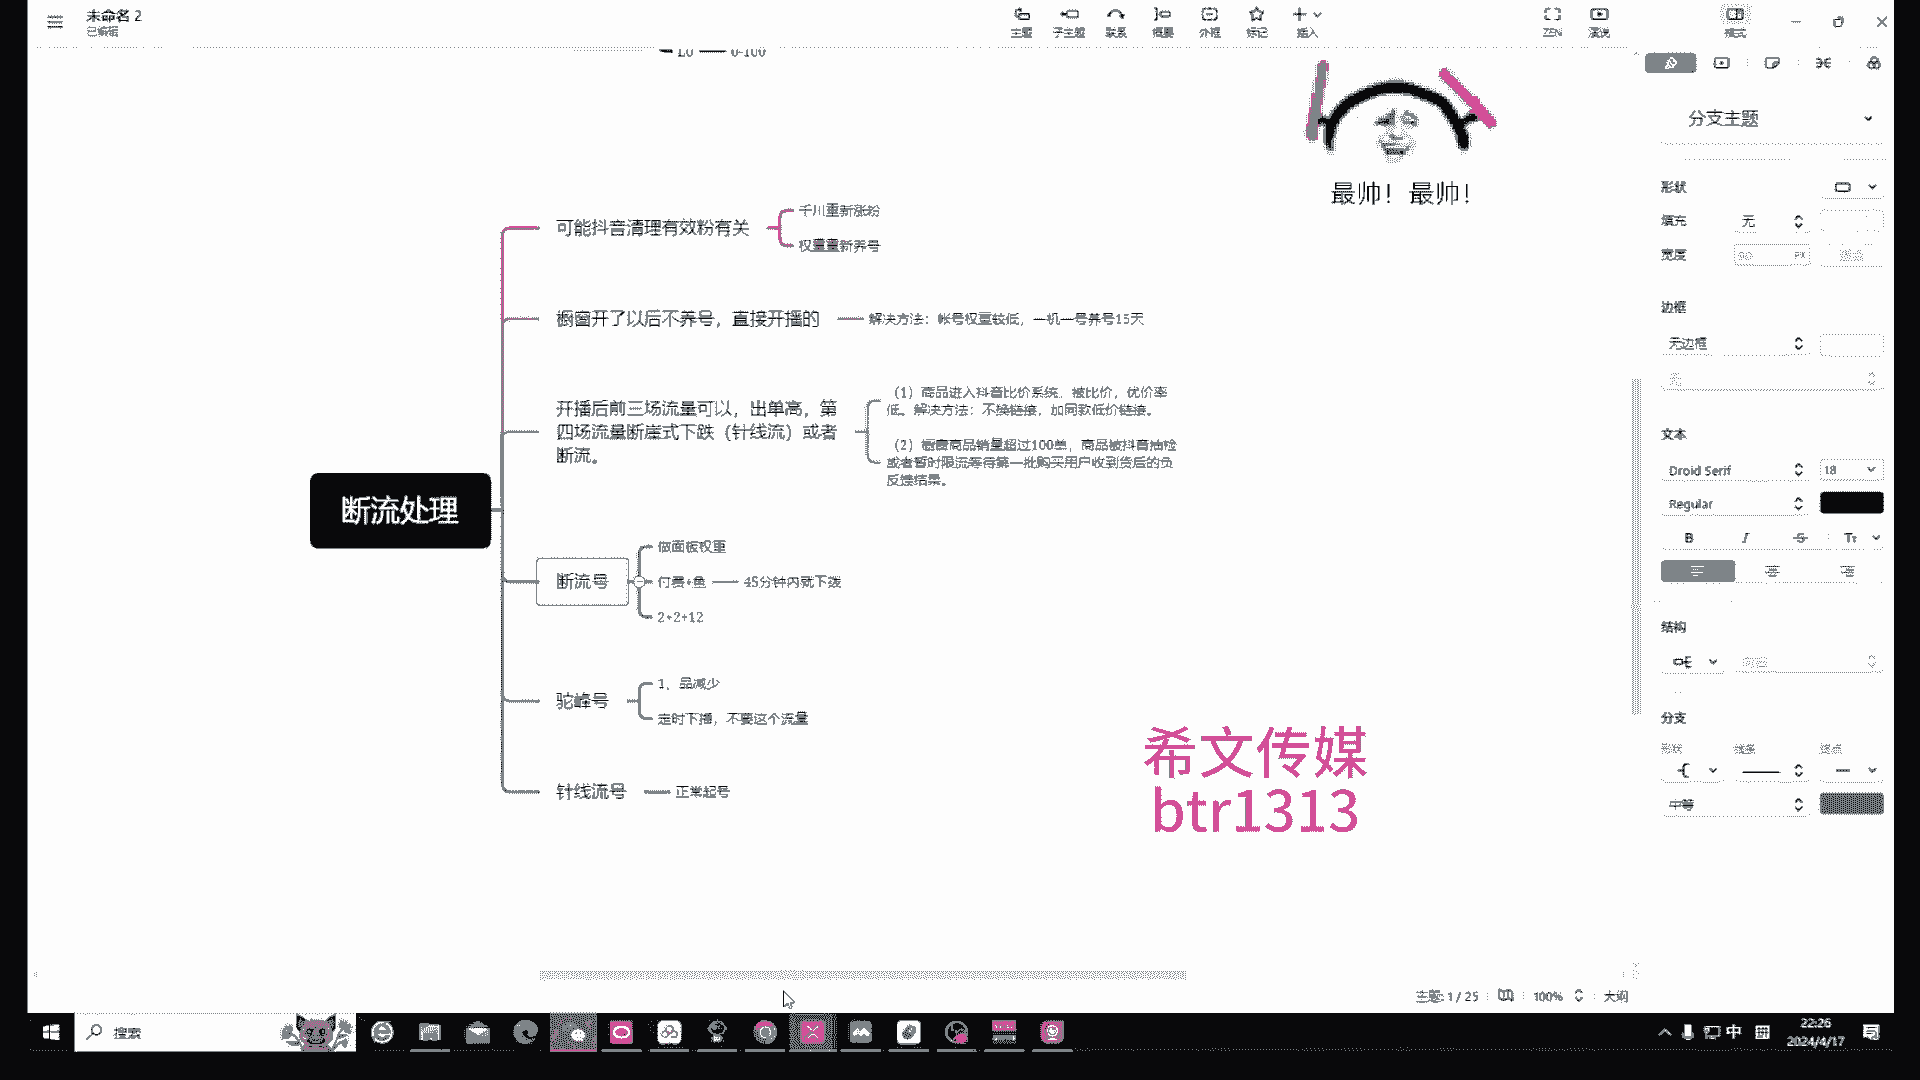 未命名 2
已编辑
主题
子主题
联系
概要
外框
标记
插入
ZEN
演说
格式
L0
0-100
最帅！最帅！
可能抖音清理有效粉有关
千川重新涨粉
权重重新养号
橱窗开了以后不养号，直接开播的
解决方法：帐号权重较低，一机一号养号15天
开播后前三场流量可以，出单高，第
四场流量断崖式下跌（针线流）或者
断流。
（1）商品进入抖音比价系统，被比价，优价率
低。解决方法：不换链接，加同款低价链接。
（2）橱窗商品销量超过100单，商品被抖音抽检
或者暂时限流等待第一批购买用户收到货后的负
反馈结果。
断流处理
断流号
做面板权重
付费+鱼
45分钟内就下播
2+2+12
驼峰号
1、品减少
定时下播，不要这个流量
针线流号
正常起号
希文传媒
btr1313
分支主题
形状
填充
无
宽度
PX
边框
无边框
无
文本
Droid Serif
18
Regular
B
I
S
Tт
结构
分支
形状
线条
终点
中等
主题: 1 / 25
100%
大纲
搜索
中
22:26
2024/4/17